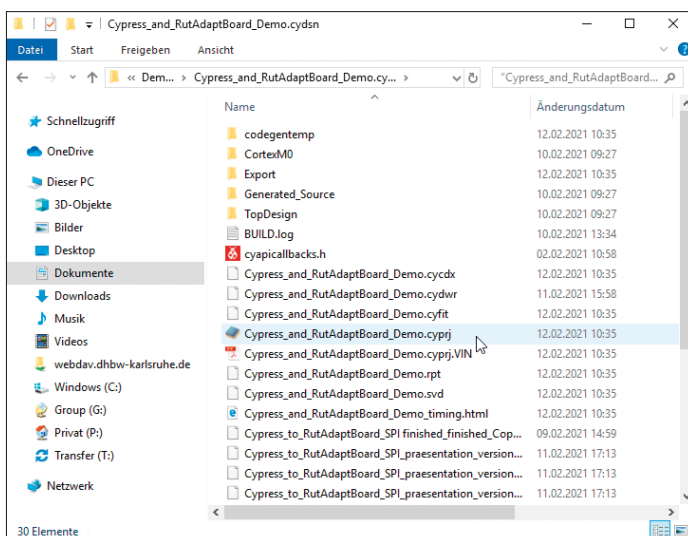 Cypress_and_RutAdaptBoard_Demo.cydsn
Datei Start Freigeben Ansicht
« Dem... › Cypress_and_RutAdaptBoard_Demo.cy... › "Cypress_and_RutAdaptBoard...
Name Änderungsdatum
Schnellzugriff
OneDrive
Dieser PC
3D-Objekte
Bilder
Desktop
Dokumente
Downloads
Musik
Videos
webdav.dhbw-karlsruhe.de
Windows (C:)
Group (G:)
Privat (P:)
Transfer (T:)
Netzwerk
codegentemp 12.02.2021 10:35
CortexM0 10.02.2021 09:27
Export 12.02.2021 10:35
Generated_Source 10.02.2021 09:27
TopDesign 10.02.2021 09:27
BUILD.log 10.02.2021 13:34
cyapicallbacks.h 02.02.2021 10:58
Cypress_and_RutAdaptBoard_Demo.cycdx 12.02.2021 10:35
Cypress_and_RutAdaptBoard_Demo.cydwr 11.02.2021 15:58
Cypress_and_RutAdaptBoard_Demo.cyfit 12.02.2021 10:35
Cypress_and_RutAdaptBoard_Demo.cyprj 12.02.2021 10:35
Cypress_and_RutAdaptBoard_Demo.cyprj.VIN 12.02.2021 10:35
Cypress_and_RutAdaptBoard_Demo.rpt 12.02.2021 10:35
Cypress_and_RutAdaptBoard_Demo.svd 12.02.2021 10:35
Cypress_and_RutAdaptBoard_Demo_timing.html 12.02.2021 10:35
Cypress_to_RutAdaptBoard_SPI finished_finished_Cop... 09.02.2021 14:59
Cypress_to_RutAdaptBoard_SPI_praesentation_version... 11.02.2021 17:13
Cypress_to_RutAdaptBoard_SPI_praesentation_version... 11.02.2021 17:13
Cypress_to_RutAdaptBoard_SPI_praesentation_version... 11.02.2021 17:13
30 Elemente